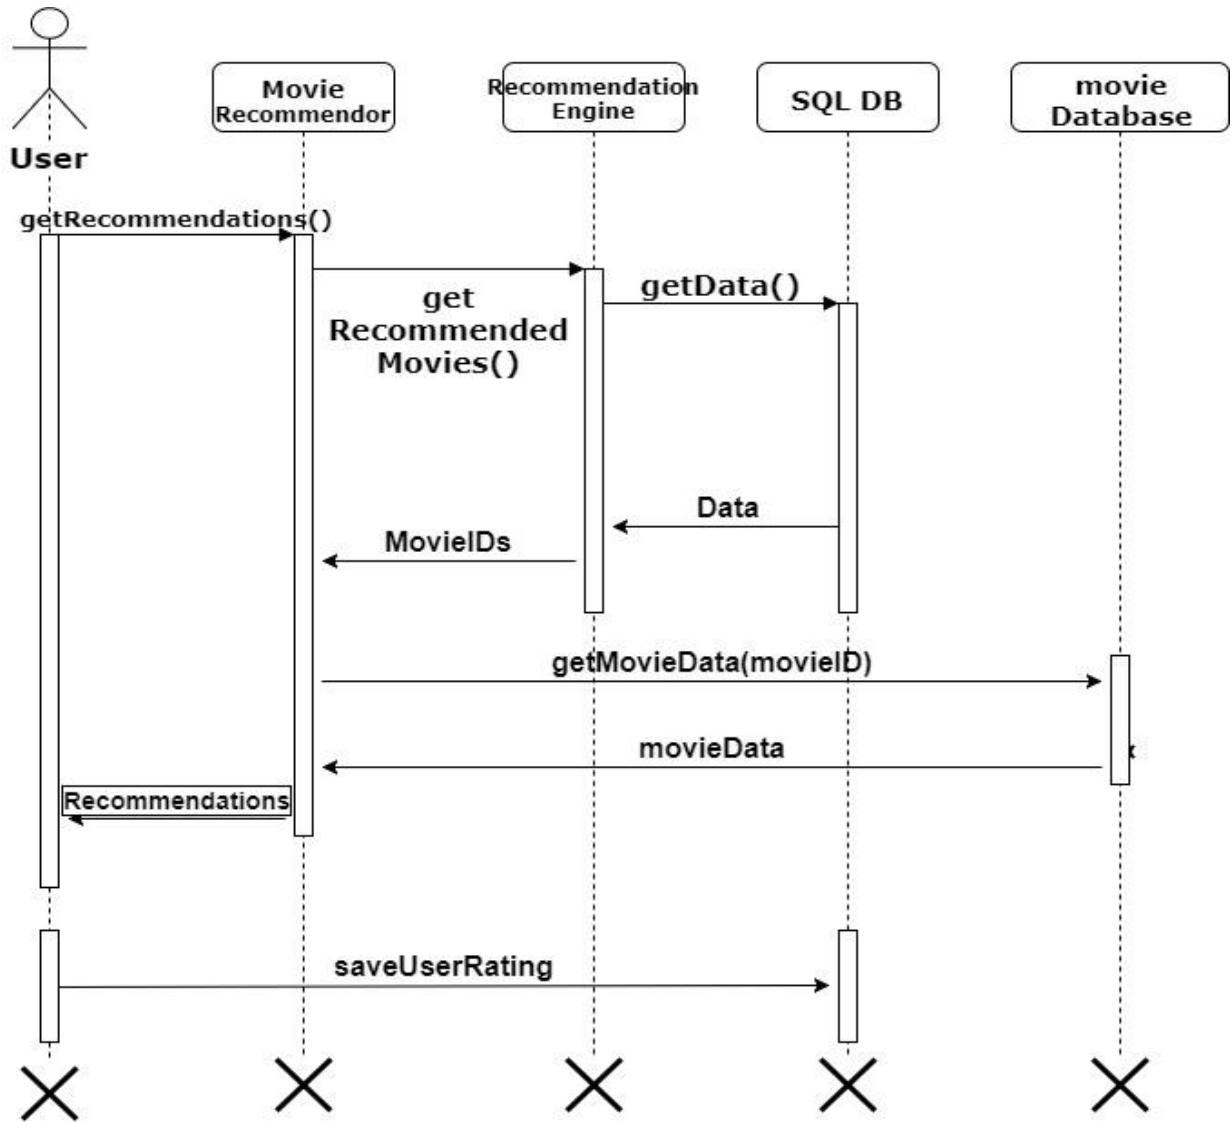 User
Movie
Recommendor
Recommendation
Engine
SQL DB
movie
Database
getRecommendations()
get
Recommended
Movies()
getData()
Data
MovieIDs
getMovieData(movieID)
movieData
Recommendations
saveUserRating